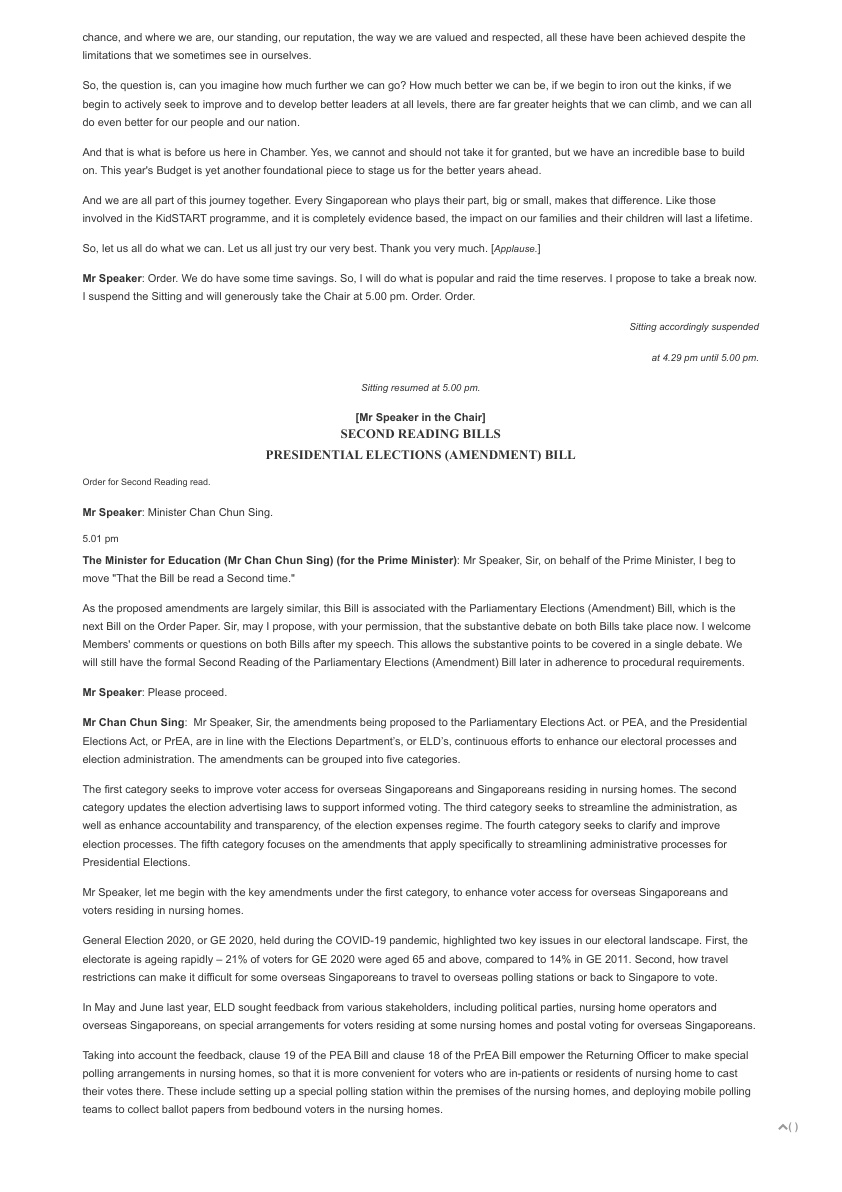 chance, and where we are, our standing, our reputation, the way we are valued and respected, all these have been achieved despite the
limitations that we sometimes see in ourselves.
So, the question is, can you imagine how much further we can go? How much better we can be, if we begin to iron out the kinks, if we
begin to actively seek to improve and to develop better leaders at all levels, there are far greater heights that we can climb, and we can all
do even better for our people and our nation.
And that is what is before us here in Chamber. Yes, we cannot and should not take it for granted, but we have an incredible base to build
on. This year's Budget is yet another foundational piece to stage us for the better years ahead.
And we are all part of this journey together. Every Singaporean who plays their part, big or small, makes that difference. Like those
involved in the KidSTART programme, and it is completely evidence based, the impact on our families and their children will last a lifetime.
So, let us all do what we can. Let us all just try our very best. Thank you very much. [Applause.]
Mr Speaker: Order. We do have some time savings. So, I will do what is popular and raid the time reserves. I propose to take a break now.
I suspend the Sitting and will generously take the Chair at 5.00 pm. Order. Order.
Sitting accordingly suspended
at 4.29 pm until 5.00 pm.
Sitting resumed at 5.00 pm.
[Mr Speaker in the Chair]
SECOND READING BILLS
PRESIDENTIAL ELECTIONS (AMENDMENT) BILL
Order for Second Reading read.
Mr Speaker: Minister Chan Chun Sing.
5.01 pm
The Minister for Education (Mr Chan Chun Sing) (for the Prime Minister): Mr Speaker, Sir, on behalf of the Prime Minister, I beg to
move "That the Bill be read a Second time."
As the proposed amendments are largely similar, this Bill is associated with the Parliamentary Elections (Amendment) Bill, which is the
next Bill on the Order Paper. Sir, may I propose, with your permission, that the substantive debate on both Bills take place now. I welcome
Members' comments or questions on both Bills after my speech. This allows the substantive points to be covered in a single debate. We
will still have the formal Second Reading of the Parliamentary Elections (Amendment) Bill later in adherence to procedural requirements.
Mr Speaker: Please proceed.
Mr Chan Chun Sing:  Mr Speaker, Sir, the amendments being proposed to the Parliamentary Elections Act. or PEA, and the Presidential
Elections Act, or PrEA, are in line with the Elections Department's, or ELD's, continuous efforts to enhance our electoral processes and
election administration. The amendments can be grouped into five categories.
The first category seeks to improve voter access for overseas Singaporeans and Singaporeans residing in nursing homes. The second
category updates the election advertising laws to support informed voting. The third category seeks to streamline the administration, as
well as enhance accountability and transparency, of the election expenses regime. The fourth category seeks to clarify and improve
election processes. The fifth category focuses on the amendments that apply specifically to streamlining administrative processes for
Presidential Elections.
Mr Speaker, let me begin with the key amendments under the first category, to enhance voter access for overseas Singaporeans and
voters residing in nursing homes.
General Election 2020, or GE 2020, held during the COVID-19 pandemic, highlighted two key issues in our electoral landscape. First, the
electorate is ageing rapidly – 21% of voters for GE 2020 were aged 65 and above, compared to 14% in GE 2011. Second, how travel
restrictions can make it difficult for some overseas Singaporeans to travel to overseas polling stations or back to Singapore to vote.
In May and June last year, ELD sought feedback from various stakeholders, including political parties, nursing home operators and
overseas Singaporeans, on special arrangements for voters residing at some nursing homes and postal voting for overseas Singaporeans.
Taking into account the feedback, clause 19 of the PEA Bill and clause 18 of the PrEA Bill empower the Returning Officer to make special
polling arrangements in nursing homes, so that it is more convenient for voters who are in-patients or residents of nursing home to cast
their votes there. These include setting up a special polling station within the premises of the nursing homes, and deploying mobile polling
teams to collect ballot papers from bedbound voters in the nursing homes.
( )